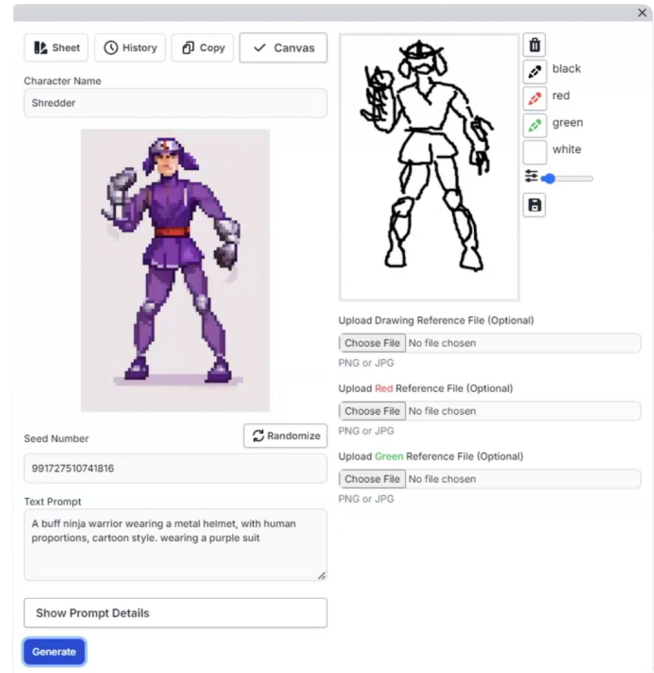 Sheet
History
Copy
Canvas
Character Name
Shredder
Seed Number
Randomize
991727510741816
Text Prompt
A buff ninja warrior wearing a metal helmet, with human
proportions, cartoon style. wearing a purple suit
Show Prompt Details
Generate
black
red
green
white
Upload Drawing Reference File (Optional)
Choose File No file chosen
PNG or JPG
Upload Red Reference File (Optional)
Choose File No file chosen
PNG or JPG
Upload Green Reference File (Optional)
Choose File No file chosen
PNG or JPG